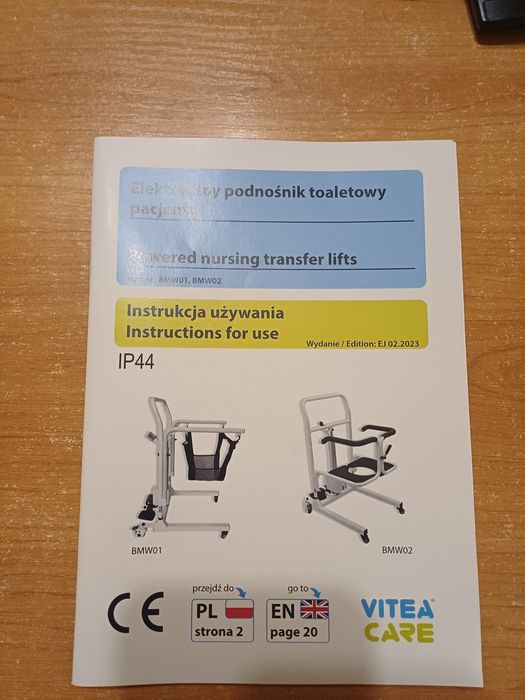 Elektryczny podnośnik toaletowy
pacjenta
Powered nursing transfer lifts
BMW01, BMW02
Instrukcja używania
Instructions for use
Wydanie / Edition: EJ 02.2023
IP44
BMW01
BMW02
CE
przejdź do
PL
strona 2
go to
EN
page 20
VITEA
CARE